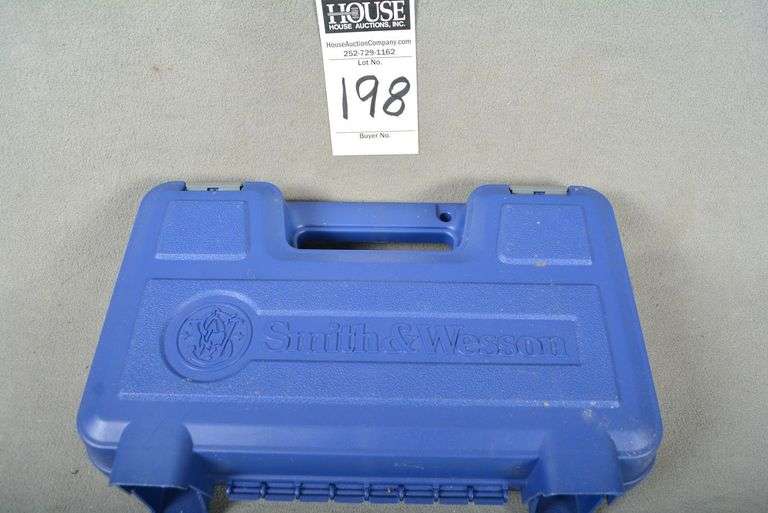 HOUSE
HOUSE AUCTIONS, INC.
HouseAuctionCompany.com
252-729-1162
Lot No.
198
Buyer No.
Smith & Wesson